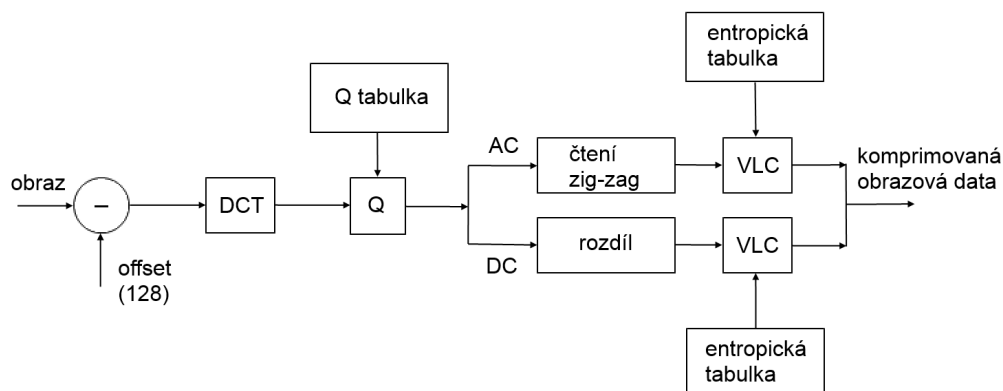 entropická
tabulka
Q tabulka
AC
čtení
zig-zag
VLC
komprimovaná
obrazová data
obraz
–
DCT
Q
DC
rozdíl
VLC
offset
(128)
entropická
tabulka